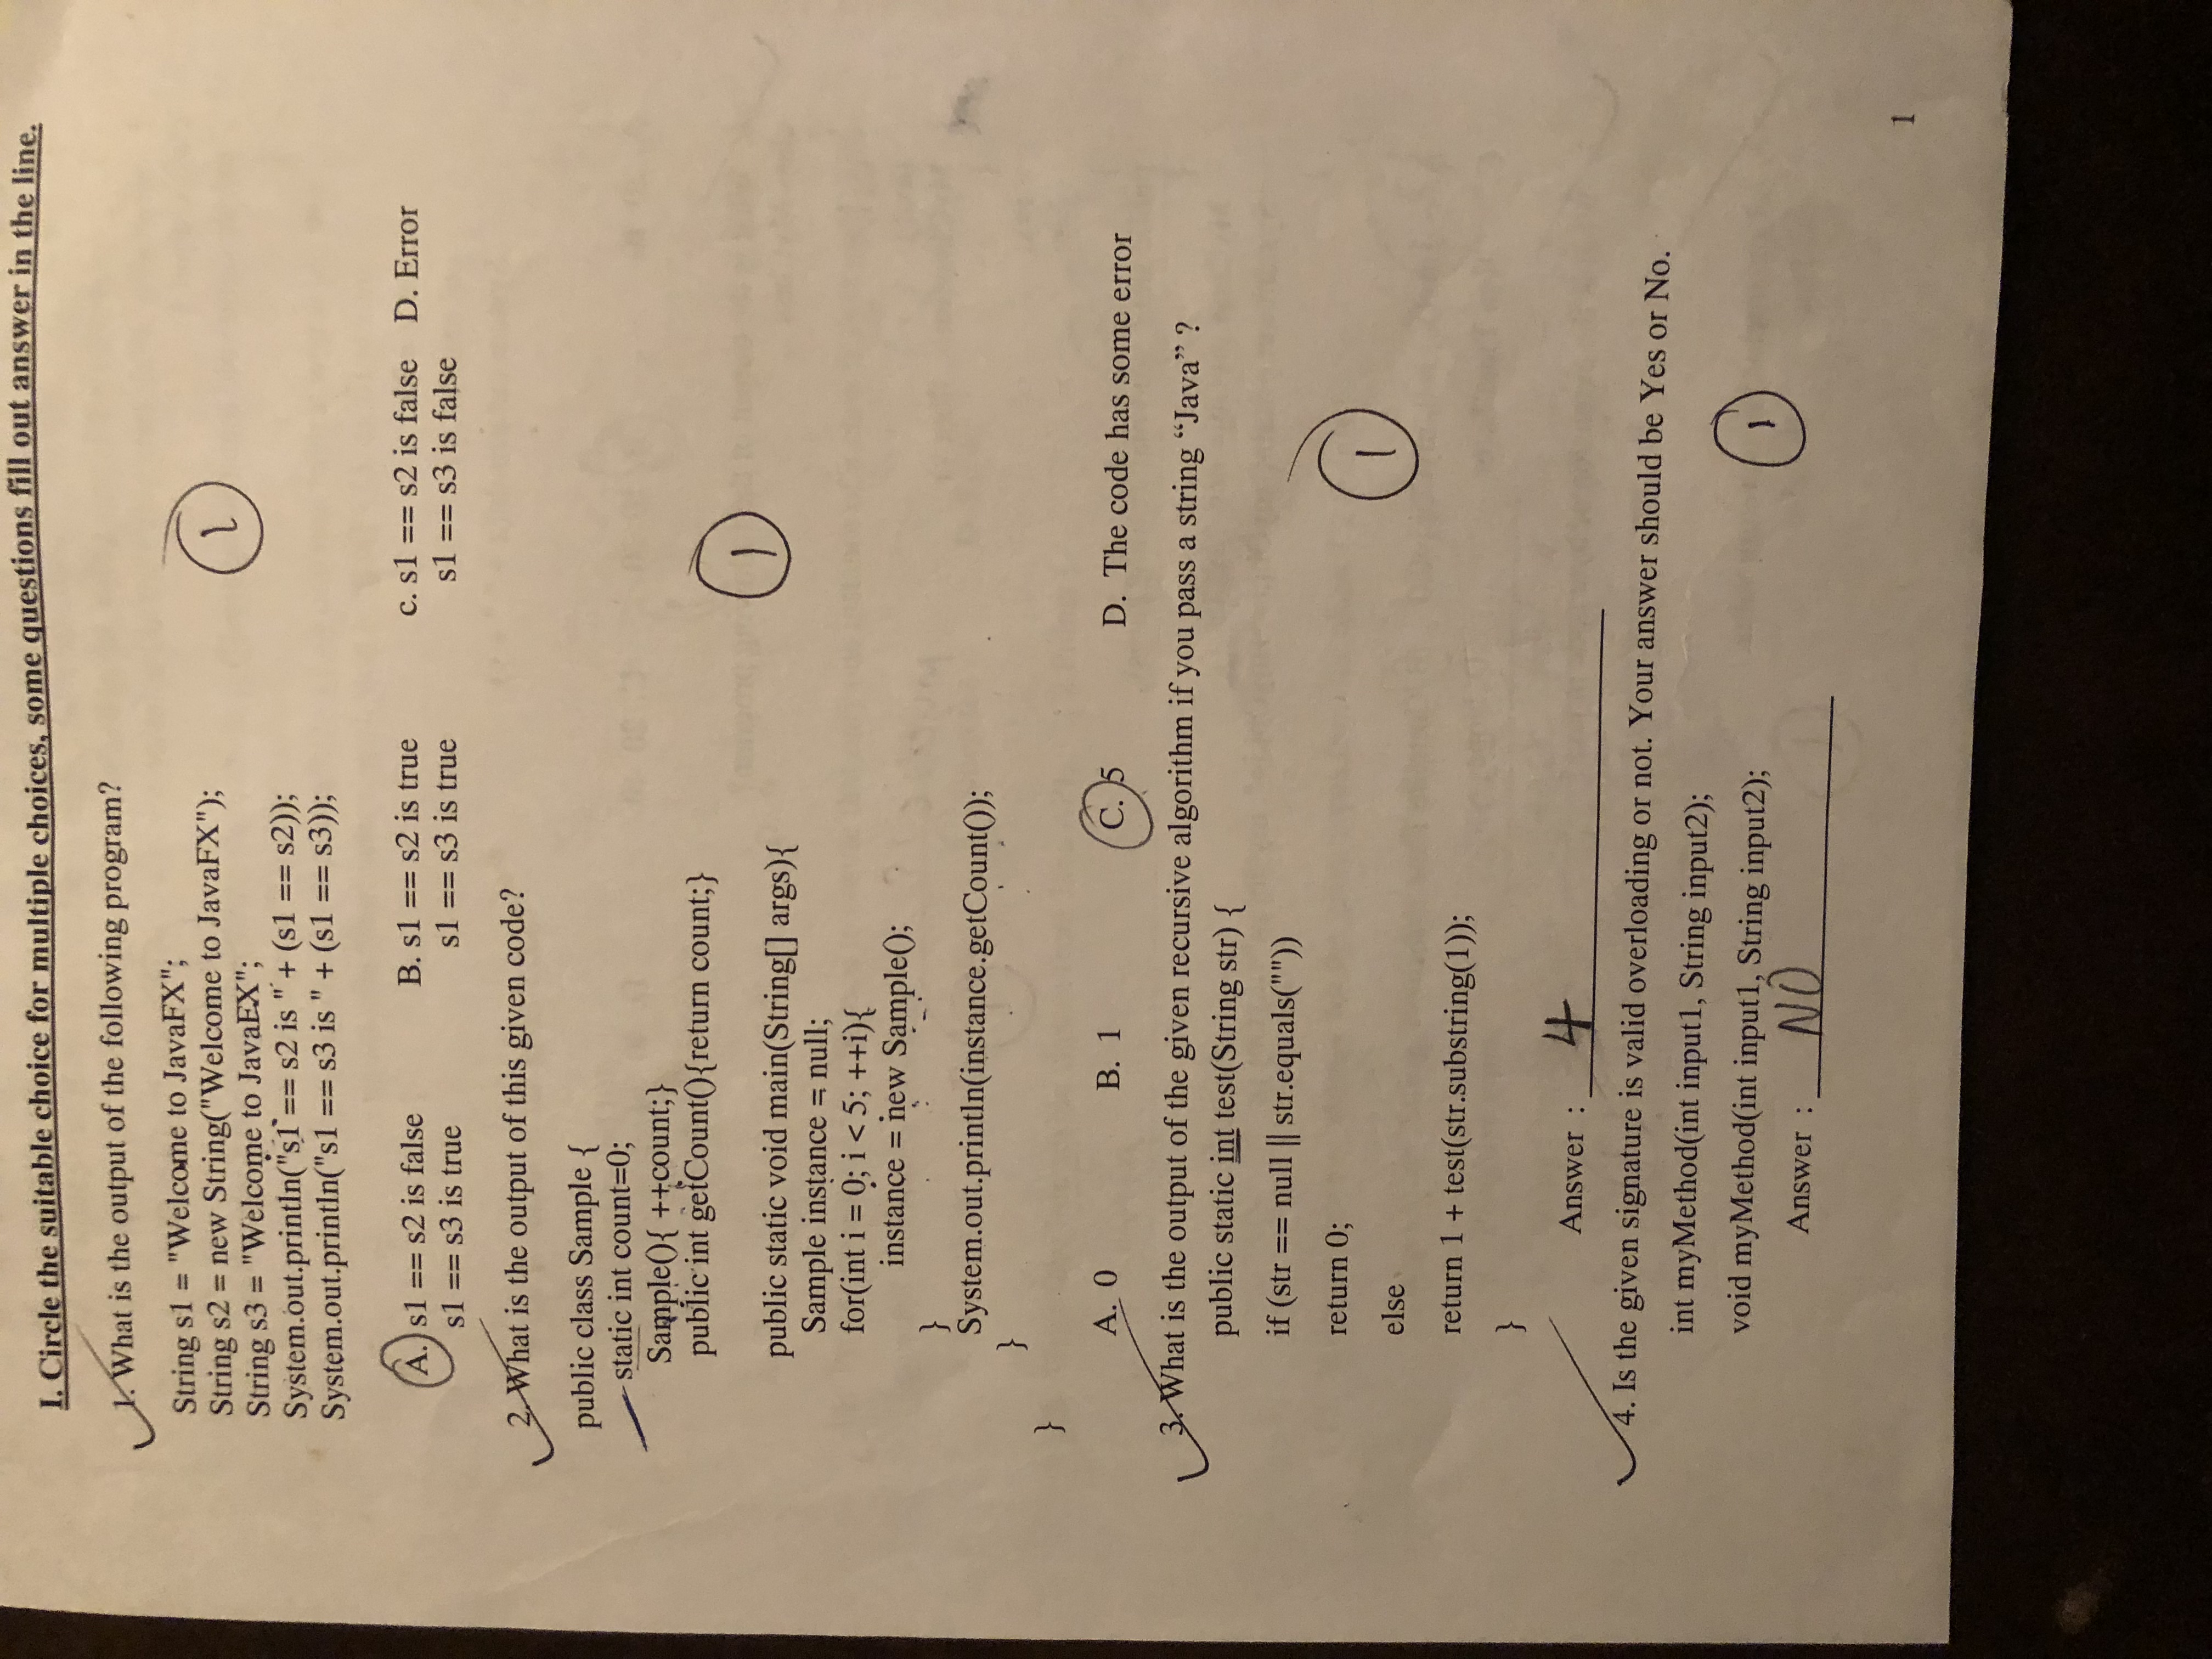 I. Circle the suitable choice for multiple choices, some questions fill out answer in the line.
1. What is the output of the following program?
String s1 = "Welcome to JavaFX";
String s2 = new String("Welcome to JavaFX");
String s3 = "Welcome to JavaFX";
System.out.println("s1 == s2 is " + (s1 == s2));
System.out.println("s1 == s3 is " + (s1 == s3));
1
A. s1 == s2 is false B. s1 == s2 is true c. s1 == s2 is false D. Error
s1 == s3 is true s1 == s3 is true s1 == s3 is false
2. What is the output of this given code?
public class Sample {
static int count=0;
Sample(){ ++count;}
public int getCount(){return count;}
1
public static void main(String[] args){
Sample instance = null;
for(int i = 0; i < 5; ++i){
instance = new Sample();
}
System.out.println(instance.getCount());
}
}
A. 0 B. 1 C. 5 D. The code has some error
3. What is the output of the given recursive algorithm if you pass a string “Java” ?
public static int test(String str) {
if (str == null || str.equals(""))
return 0;
1
else
return 1 + test(str.substring(1));
}
Answer : 4
4. Is the given signature is valid overloading or not. Your answer should be Yes or No.
int myMethod(int input1, String input2);
void myMethod(int input1, String input2);
1
Answer : NO
1